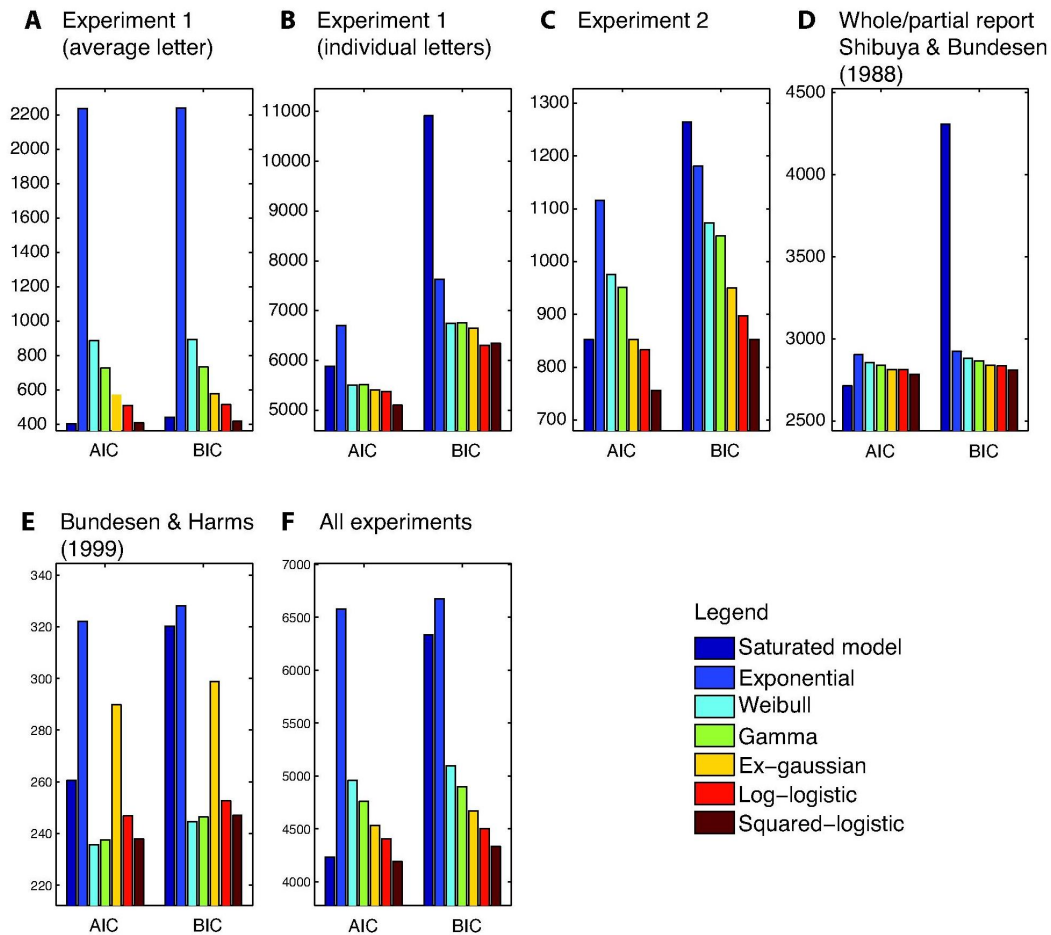 A Experiment 1
(average letter)
2200
2000
1800
1600
1400
1200
1000
800
600
400
AIC BIC
B Experiment 1
(individual letters)
11000
10000
9000
8000
7000
6000
5000
AIC BIC
C Experiment 2
1300
1200
1100
1000
900
800
700
AIC BIC
D Whole/partial report
Shibuya & Bundesen
(1988)
4500
4000
3500
3000
2500
AIC BIC
E Bundesen & Harms
(1999)
340
320
300
280
260
240
220
AIC BIC
F All experiments
7000
6500
6000
5500
5000
4500
4000
AIC BIC
Legend
Saturated model
Exponential
Weibull
Gamma
Ex-gaussian
Log-logistic
Squared-logistic